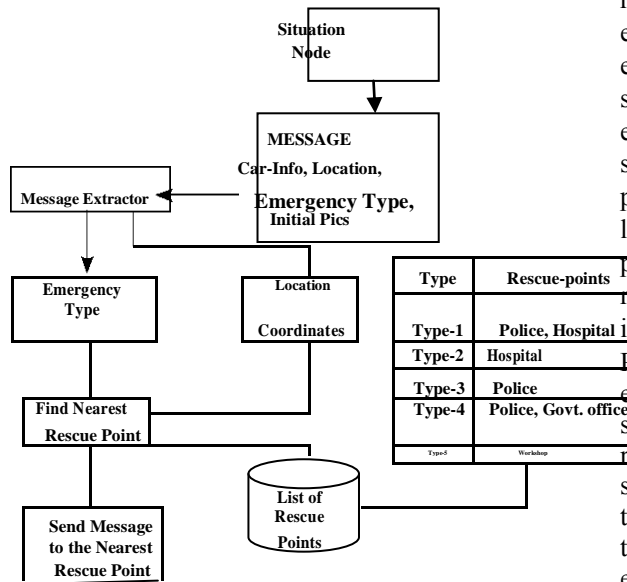 Situation
Node
MESSAGE
Car-Info, Location,
Emergency Type,
Initial Pics
Message Extractor
Emergency
Type
Location
Coordinates
Type Rescue-points
Type-1 Police, Hospital
Type-2 Hospital
Type-3 Police
Type-4 Police, Govt. office
Type-5 Workshop
Find Nearest
Rescue Point
List of
Rescue
Points
Send Message
to the Nearest
Rescue Point